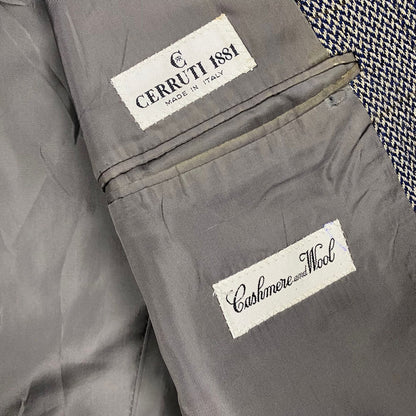 CERRUTI 1881
MADE IN ITALY
Cashmere and Wool